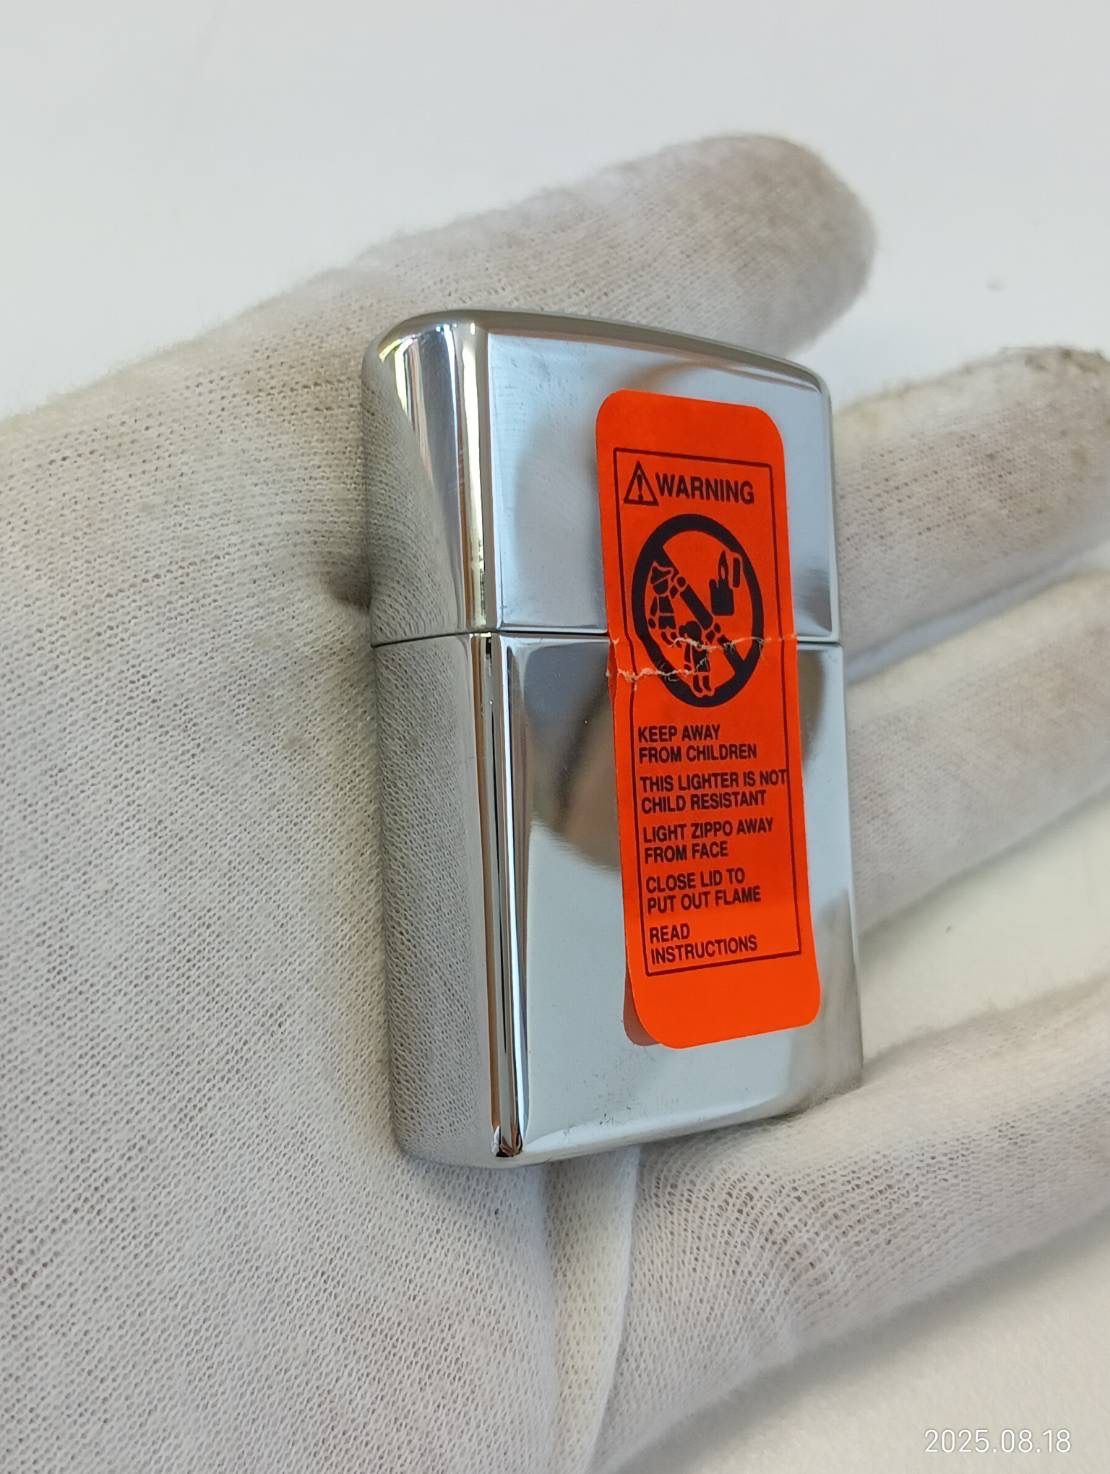 WARNING
KEEP AWAY
FROM CHILDREN
THIS LIGHTER IS NOT
CHILD RESISTANT
LIGHT ZIPPO AWAY
FROM FACE
CLOSE LID TO
PUT OUT FLAME
READ
INSTRUCTIONS
2025.08.18